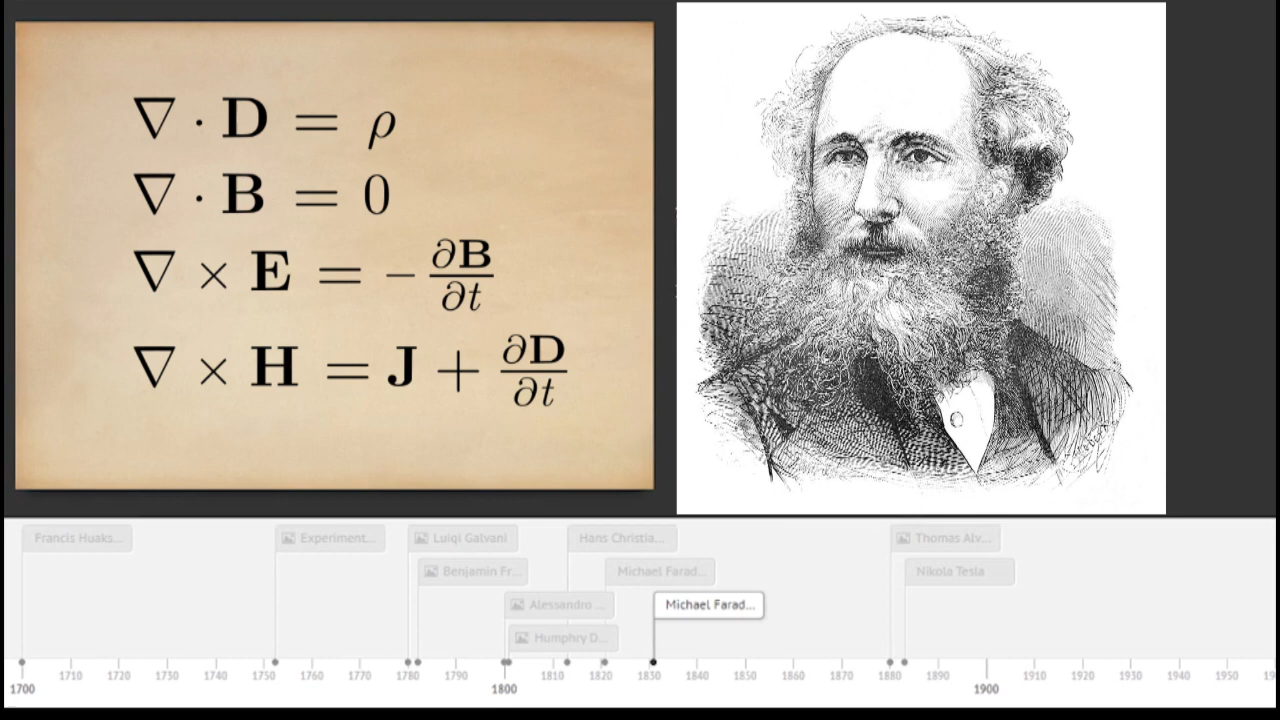 ∇ · D = ρ
∇ · B = 0
∇ × E = − ∂B/∂t
∇ × H = J + ∂D/∂t
Francis Huaks...
Experiment...
Luigi Galvani
Hans Christia...
Thomas Alv...
Benjamin Fr...
Michael Farad...
Nikola Tesla
Alessandro ...
Michael Farad...
Humphry D...
1710 1720 1730 1740 1750 1760 1770 1780 1790 1810 1820 1830 1840 1850 1860 1870 1880 1890 1910 1920 1930 1940 1950
1700 1800 1900